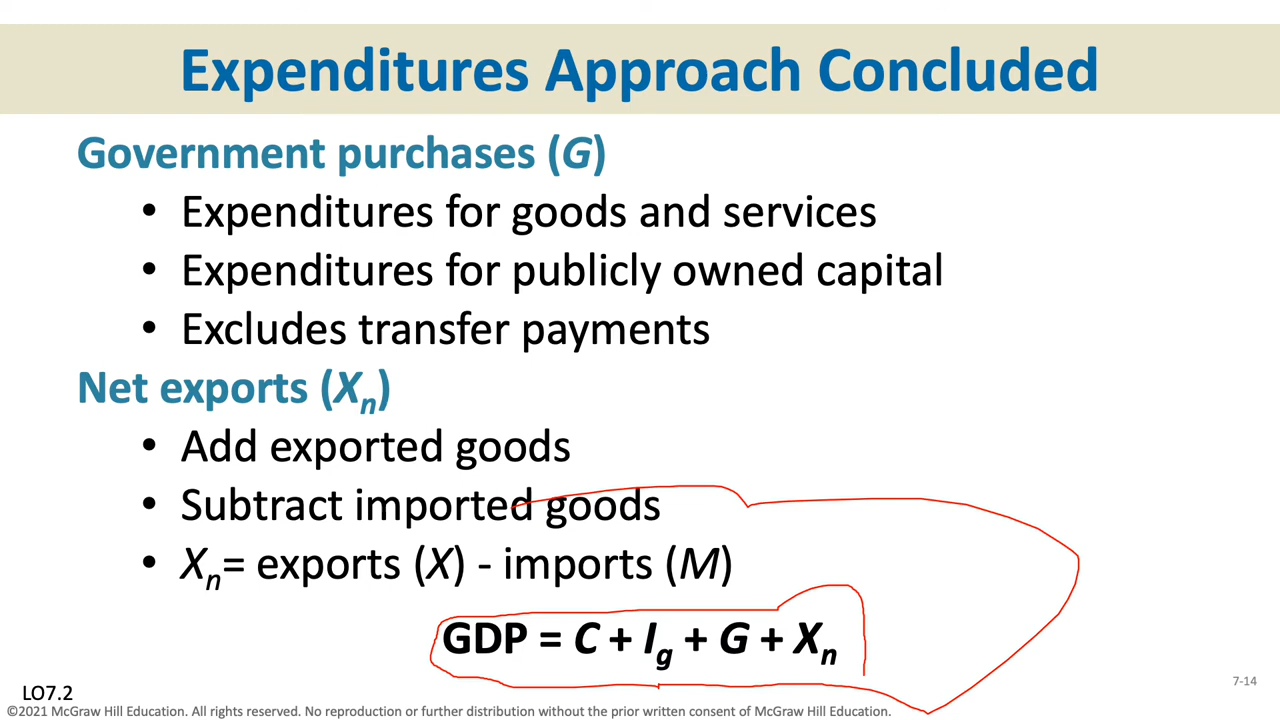 Expenditures Approach Concluded
Government purchases (G)
• Expenditures for goods and services
• Expenditures for publicly owned capital
• Excludes transfer payments
Net exports (Xn)
• Add exported goods
• Subtract imported goods
• Xn= exports (X) - imports (M)
GDP = C + Ig + G + Xn
7-14
LO7.2
©2021 McGraw Hill Education. All rights reserved. No reproduction or further distribution without the prior written consent of McGraw Hill Education.